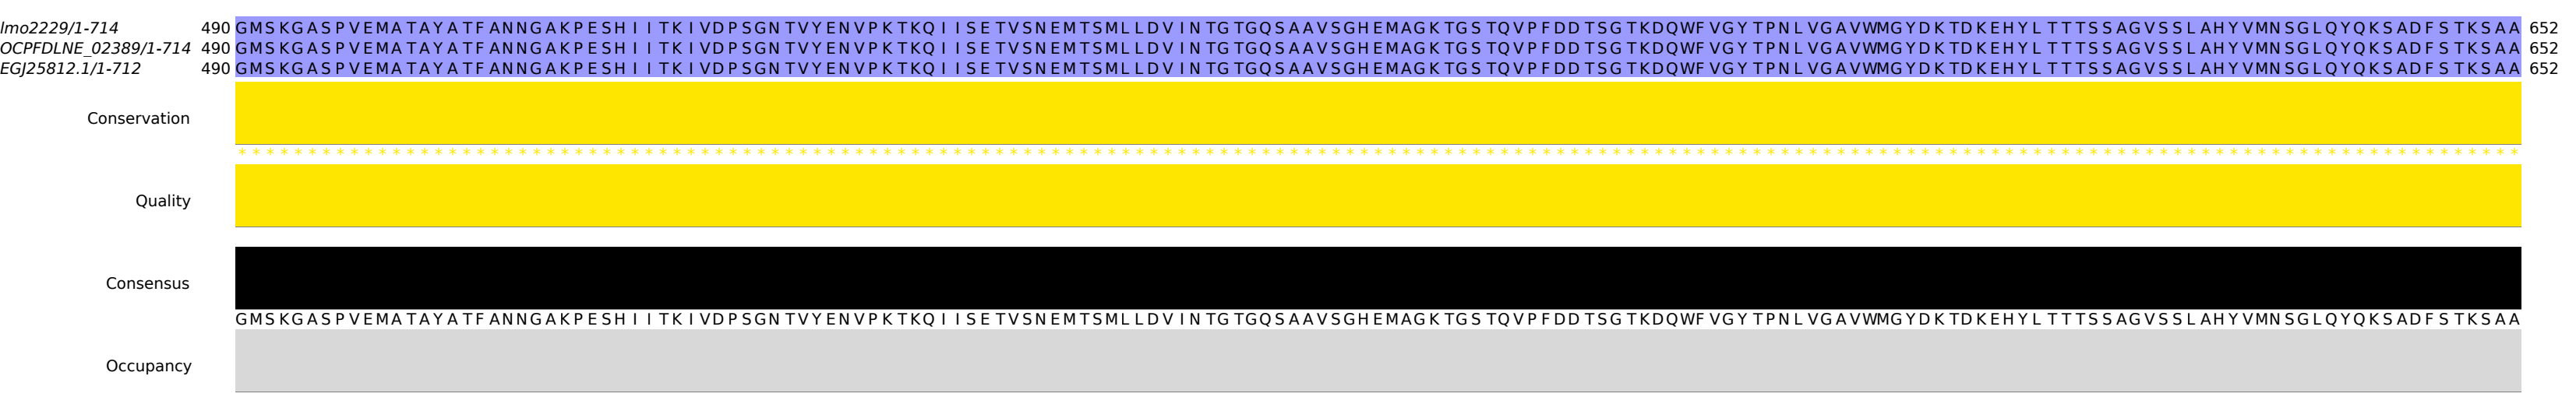 lmo2229/1-714 490 GMSKGASPVEMATAYATFANNGAKPESHIITKIVDPSGNTVYENVPKTKQIISETVSNEMTSMLLDVINTGTGQSAAVSGHEMAGKTGSTQVPFDDTSGTKDQWFVGYTPNLVGAVWMGYDKTDKEHYLTTTSSAGVSSLAHYVMNSGLQYQKSADFSTKSAA 652
OCPFDLNE_02389/1-714 490 GMSKGASPVEMATAYATFANNGAKPESHIITKIVDPSGNTVYENVPKTKQIISETVSNEMTSMLLDVINTGTGQSAAVSGHEMAGKTGSTQVPFDDTSGTKDQWFVGYTPNLVGAVWMGYDKTDKEHYLTTTSSAGVSSLAHYVMNSGLQYQKSADFSTKSAA 652
EGJ25812.1/1-712 490 GMSKGASPVEMATAYATFANNGAKPESHIITKIVDPSGNTVYENVPKTKQIISETVSNEMTSMLLDVINTGTGQSAAVSGHEMAGKTGSTQVPFDDTSGTKDQWFVGYTPNLVGAVWMGYDKTDKEHYLTTTSSAGVSSLAHYVMNSGLQYQKSADFSTKSAA 652
Conservation
Quality
Consensus
GMSKGASPVEMATAYATFANNGAKPESHIITKIVDPSGNTVYENVPKTKQIISETVSNEMTSMLLDVINTGTGQSAAVSGHEMAGKTGSTQVPFDDTSGTKDQWFVGYTPNLVGAVWMGYDKTDKEHYLTTTSSAGVSSLAHYVMNSGLQYQKSADFSTKSAA
Occupancy